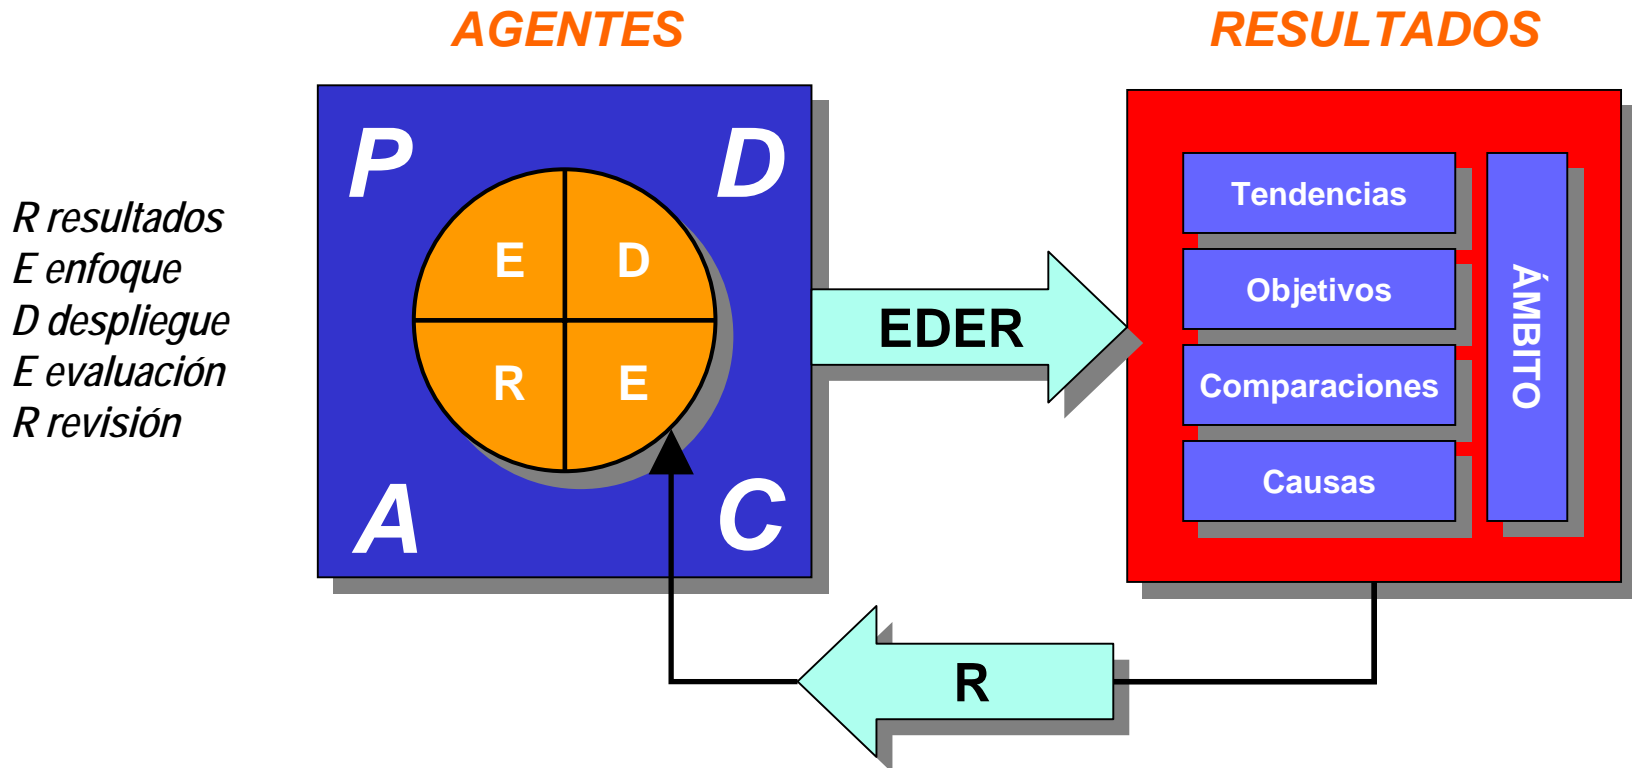 AGENTES
RESULTADOS
R resultados
E enfoque
D despliegue
E evaluación
R revisión
P
D
E
D
R
E
A
C
EDER
Tendencias
Objetivos
Comparaciones
Causas
ÁMBITO
R